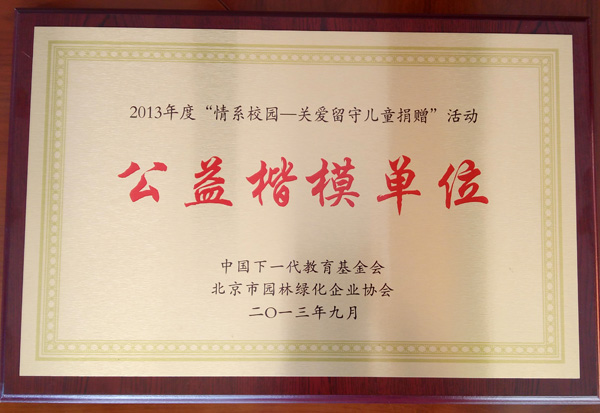 2013年度“情系校园—关爱留守儿童捐赠”活动
公益楷模单位
中国下一代教育基金会
北京市园林绿化企业协会
二〇一三年九月